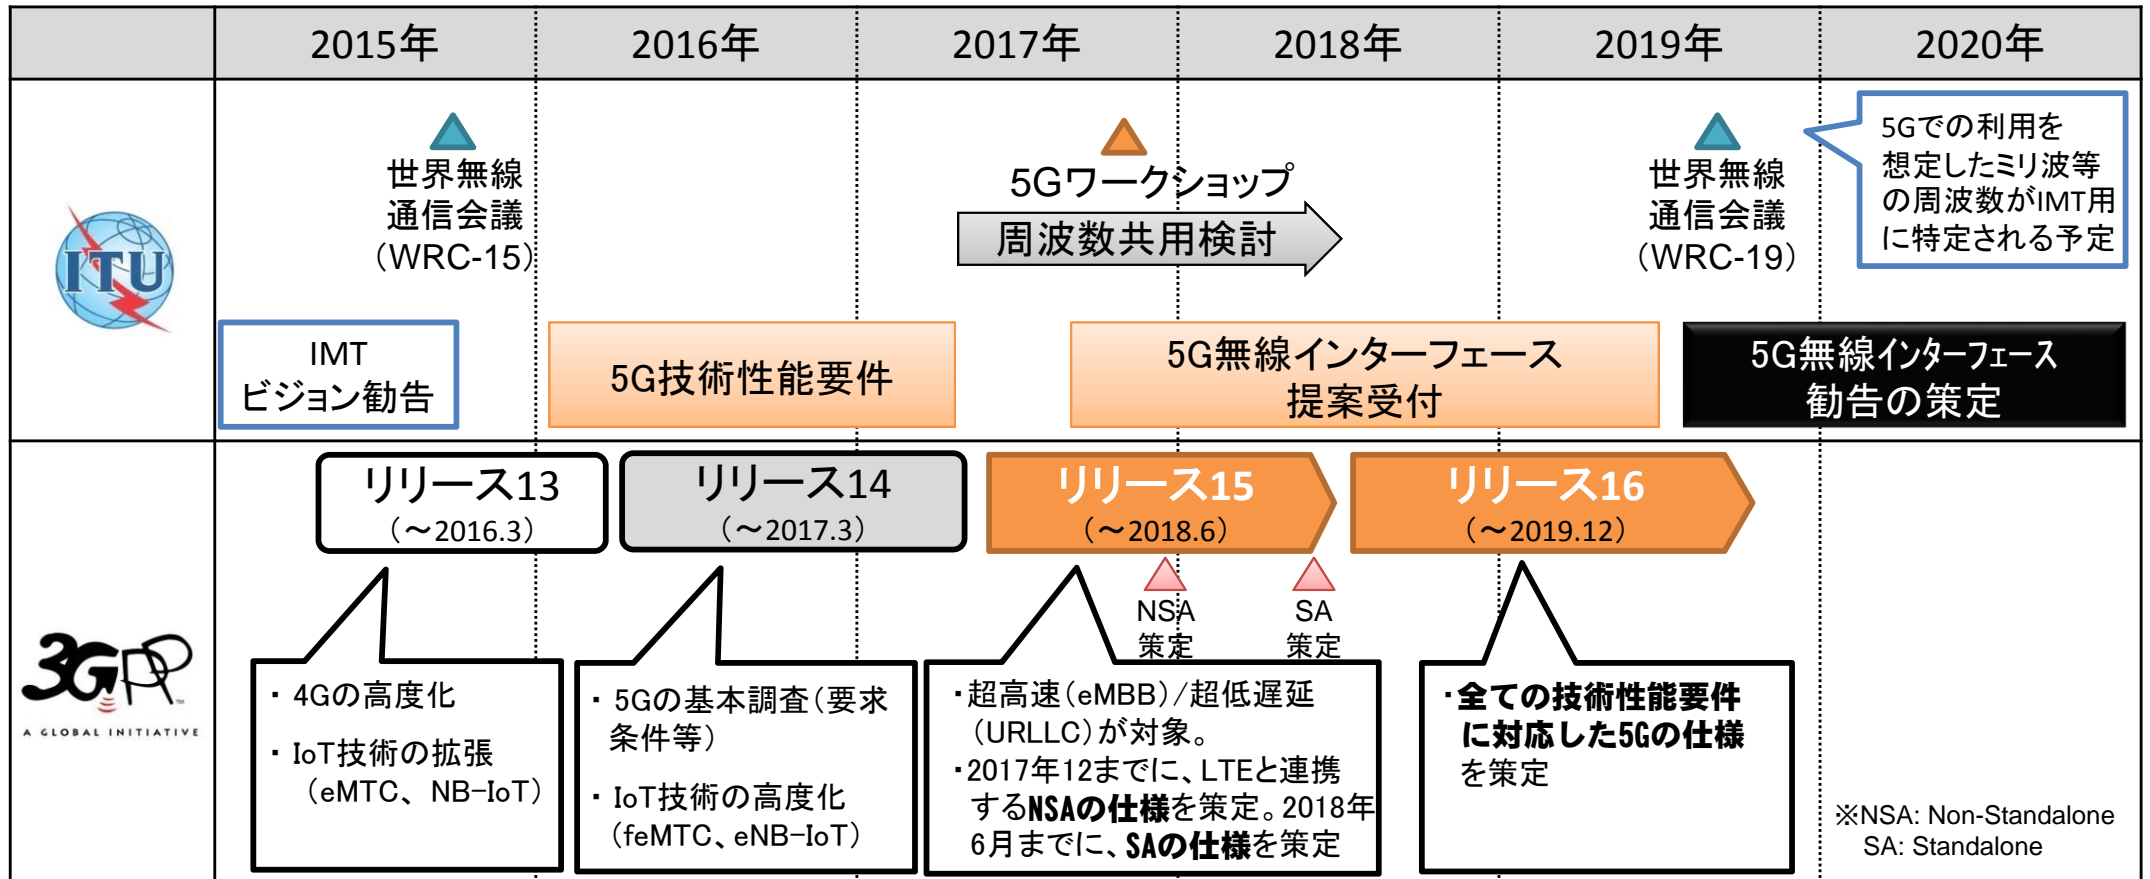 2015年
2016年
2017年
2018年
2019年
2020年
ITU
世界無線
通信会議
（WRC-15）
5Gワークショップ
周波数共用検討
世界無線
通信会議
（WRC-19）
5Gでの利用を
想定したミリ波等
の周波数がIMT用
に特定される予定
IMT
ビジョン勧告
5G技術性能要件
5G無線インターフェース
提案受付
5G無線インターフェース
勧告の策定
3GPP
TM
A GLOBAL INITIATIVE
リリース13
（～2016.3）
リリース14
（～2017.3）
リリース15
（～2018.6）
リリース16
（～2019.12）
NSA
策定
SA
策定
・ 4Gの高度化
・ IoT技術の拡張
（eMTC、NB-IoT）
・ 5Gの基本調査（要求
条件等）
・ IoT技術の高度化
（feMTC、eNB-IoT）
・超高速（eMBB）/超低遅延
（URLLC）が対象。
・2017年12までに、LTEと連携
するNSAの仕様を策定。2018年
6月までに、SAの仕様を策定
・全ての技術性能要件
に対応した5Gの仕様
を策定
※NSA: Non-Standalone
SA: Standalone